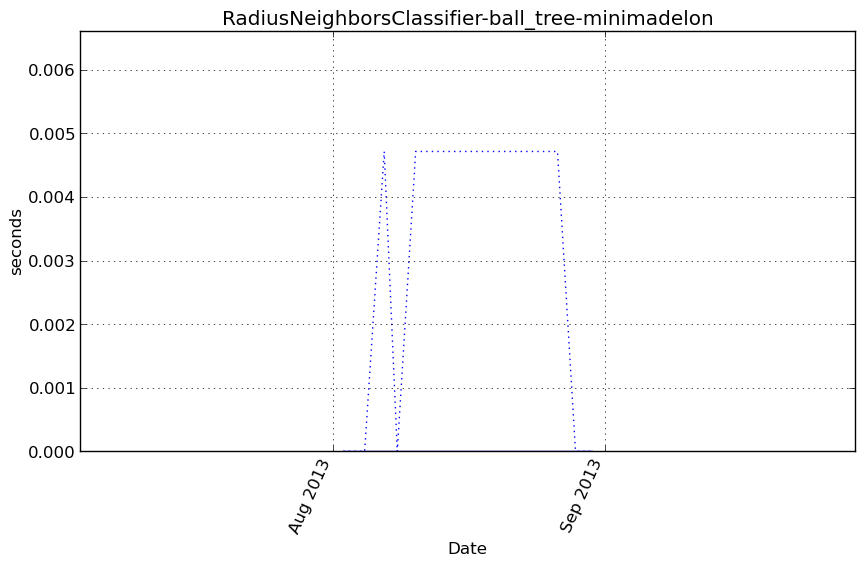 RadiusNeighborsClassifier-ball_tree-minimadelon
0.006
0.005
0.004
0.003
0.002
0.001
0.000
seconds
Aug 2013
Sep 2013
Date